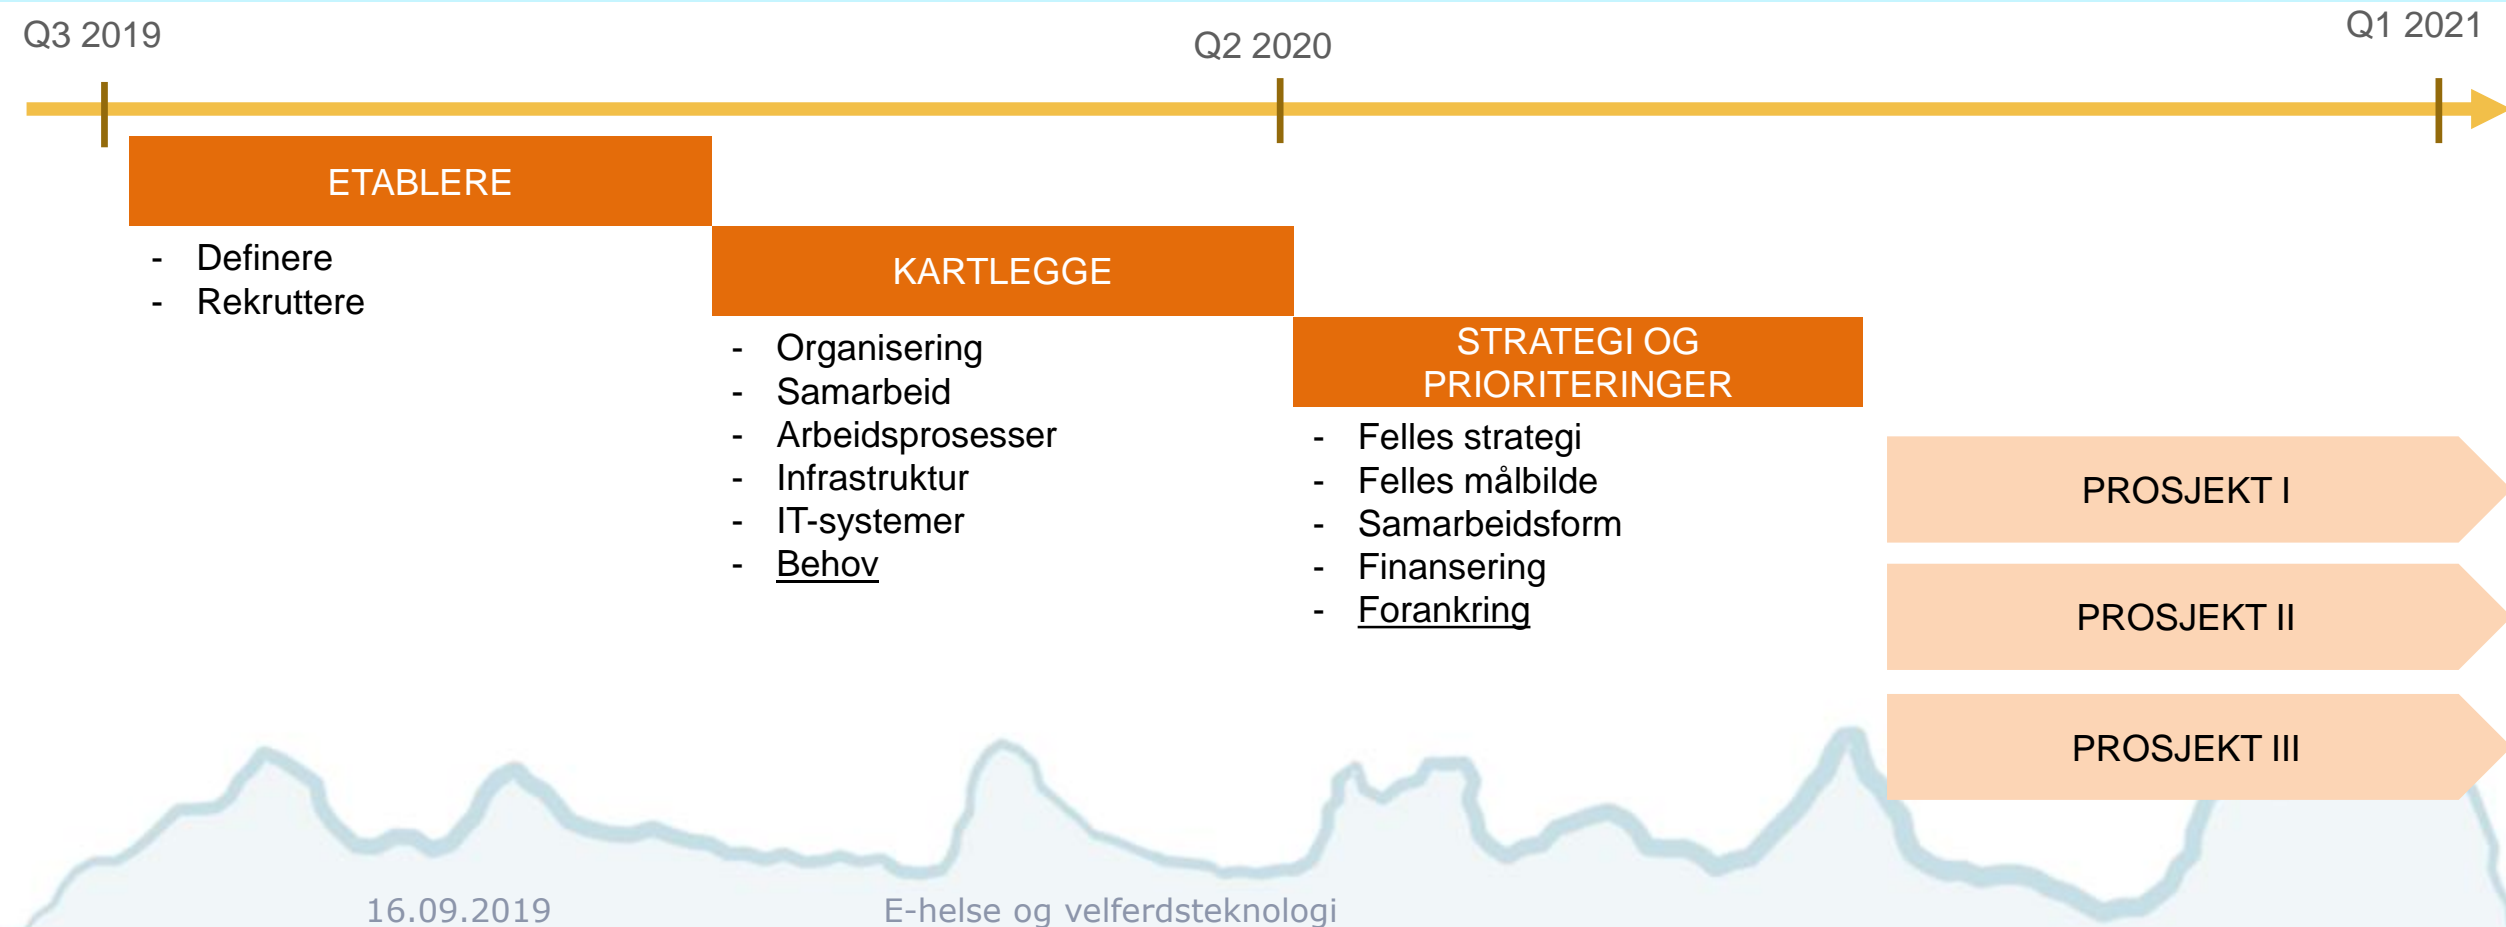 Q3 2019
Q2 2020
Q1 2021
ETABLERE
- Definere
- Rekruttere
KARTLEGGE
- Organisering
- Samarbeid
- Arbeidsprosesser
- Infrastruktur
- IT-systemer
- Behov
STRATEGI OG
PRIORITERINGER
- Felles strategi
- Felles målbilde
- Samarbeidsform
- Finansering
- Forankring
PROSJEKT I
PROSJEKT II
PROSJEKT III
16.09.2019
E-helse og velferdsteknologi